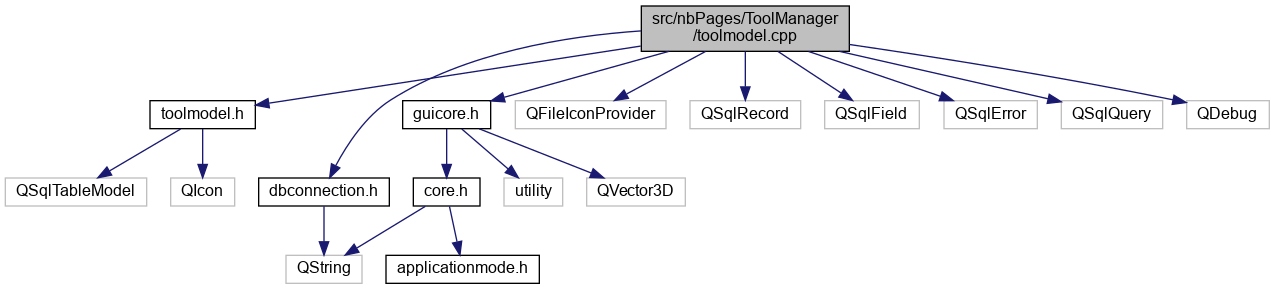 src/nbPages/ToolManager
/toolmodel.cpp
toolmodel.h
guicore.h
QFileIconProvider
QSqlRecord
QSqlField
QSqlError
QSqlQuery
QDebug
QSqlTableModel
QIcon
dbconnection.h
core.h
utility
QVector3D
QString
applicationmode.h